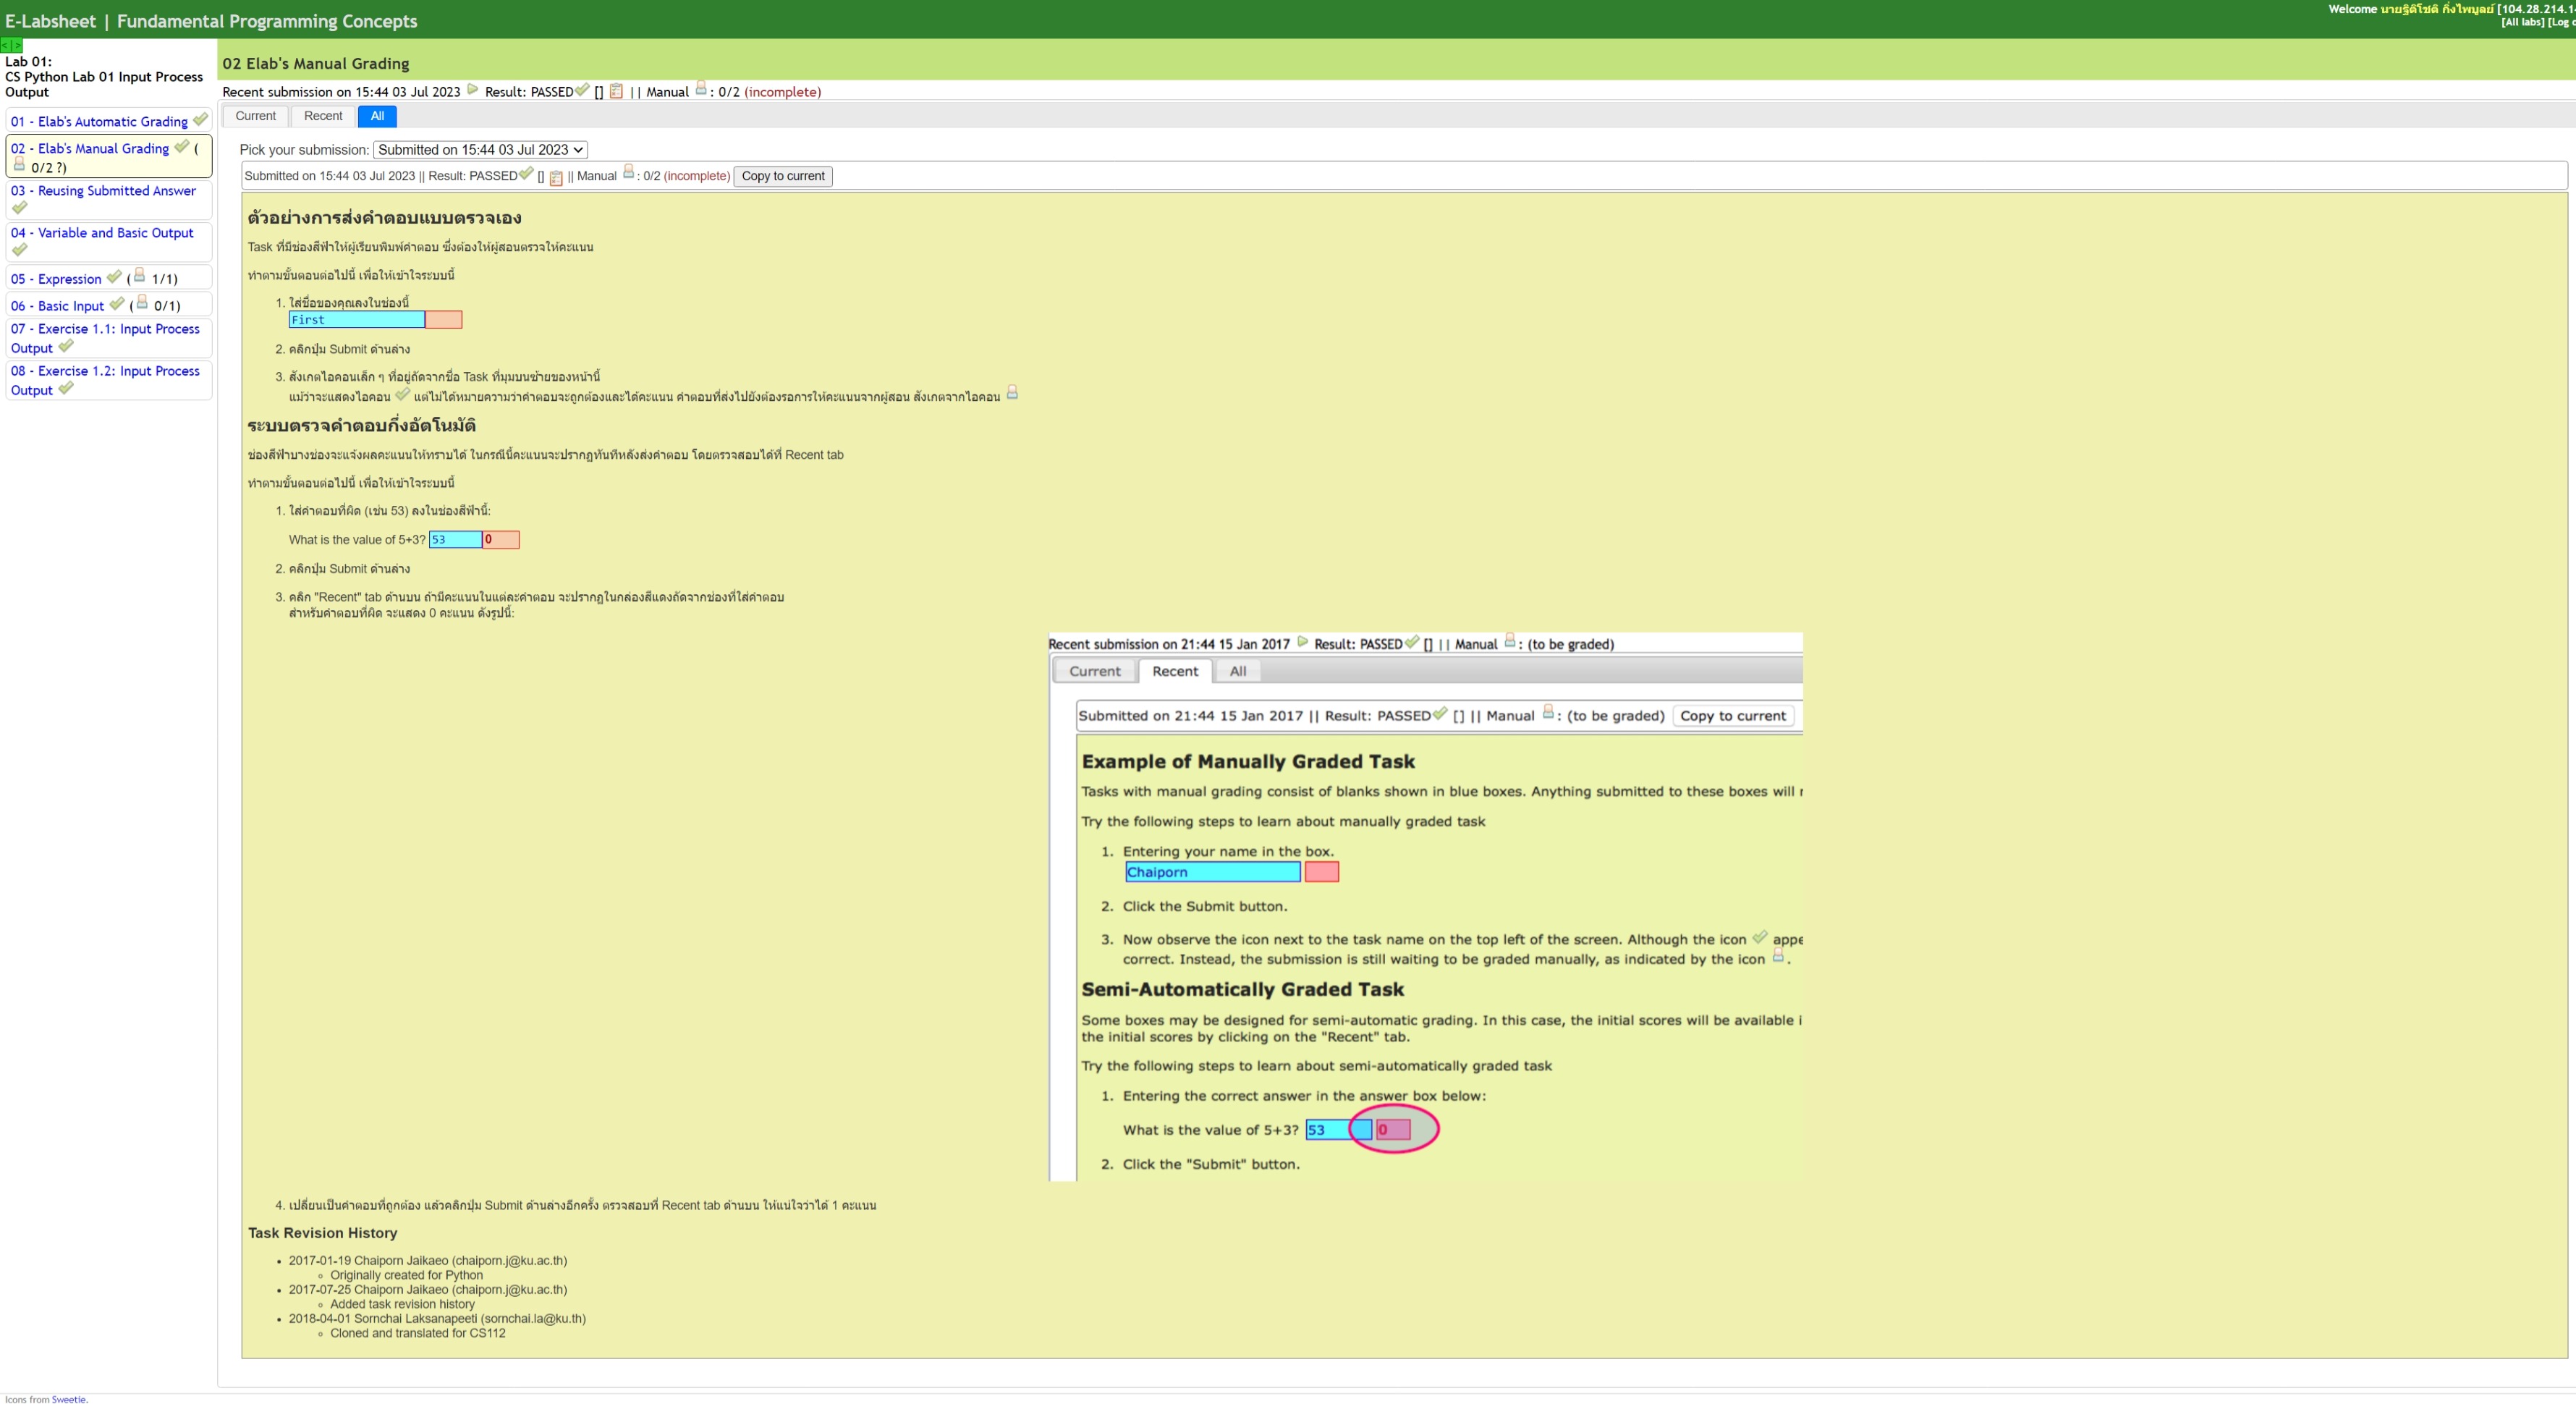 E-Labsheet | Fundamental Programming Concepts
Welcome นายฐิติโชติ กิ่งไพบูลย์ [104.28.214.1
[All labs] [Log
< | >
Lab 01:
CS Python Lab 01 Input Process
Output
01 - Elab's Automatic Grading
02 - Elab's Manual Grading (
0/2 ?)
03 - Reusing Submitted Answer
04 - Variable and Basic Output
05 - Expression ( 1/1)
06 - Basic Input ( 0/1)
07 - Exercise 1.1: Input Process
Output
08 - Exercise 1.2: Input Process
Output
02 Elab's Manual Grading
Recent submission on 15:44 03 Jul 2023 Result: PASSED [] || Manual : 0/2 (incomplete)
Current Recent All
Pick your submission: Submitted on 15:44 03 Jul 2023
Submitted on 15:44 03 Jul 2023 || Result: PASSED [] || Manual : 0/2 (incomplete) Copy to current
ตัวอย่างการส่งคำตอบแบบตรวจเอง
Task ที่มีช่องสีฟ้าให้ผู้เรียนพิมพ์คำตอบ ซึ่งต้องให้ผู้สอนตรวจให้คะแนน
ทำตามขั้นตอนต่อไปนี้ เพื่อให้เข้าใจระบบนี้
1. ใส่ชื่อของคุณลงในช่องนี้
First
2. คลิกปุ่ม Submit ด้านล่าง
3. สังเกตไอคอนเล็ก ๆ ที่อยู่ถัดจากชื่อ Task ที่มุมบนซ้ายของหน้านี้
แม้ว่าจะแสดงไอคอน แต่ไม่ได้หมายความว่าคำตอบจะถูกต้องและได้คะแนน คำตอบที่ส่งไปยังต้องรอการให้คะแนนจากผู้สอน สังเกตจากไอคอน
ระบบตรวจคำตอบกึ่งอัตโนมัติ
ช่องสีฟ้าบางช่องจะแจ้งผลคะแนนให้ทราบได้ ในกรณีนี้คะแนนจะปรากฏทันทีหลังส่งคำตอบ โดยตรวจสอบได้ที่ Recent tab
ทำตามขั้นตอนต่อไปนี้ เพื่อให้เข้าใจระบบนี้
1. ใส่คำตอบที่ผิด (เช่น 53) ลงในช่องสีฟ้านี้:
What is the value of 5+3? 53 0
2. คลิกปุ่ม Submit ด้านล่าง
3. คลิก "Recent" tab ด้านบน ถ้ามีคะแนนในแต่ละคำตอบ จะปรากฏในกล่องสีแดงถัดจากช่องที่ใส่คำตอบ
สำหรับคำตอบที่ผิด จะแสดง 0 คะแนน ดังรูปนี้:
Recent submission on 21:44 15 Jan 2017 Result: PASSED [] || Manual : (to be graded)
Current Recent All
Submitted on 21:44 15 Jan 2017 || Result: PASSED [] || Manual : (to be graded) Copy to current
Example of Manually Graded Task
Tasks with manual grading consist of blanks shown in blue boxes. Anything submitted to these boxes will
Try the following steps to learn about manually graded task
1. Entering your name in the box.
Chaiporn
2. Click the Submit button.
3. Now observe the icon next to the task name on the top left of the screen. Although the icon appe
correct. Instead, the submission is still waiting to be graded manually, as indicated by the icon .
Semi-Automatically Graded Task
Some boxes may be designed for semi-automatic grading. In this case, the initial scores will be available i
the initial scores by clicking on the "Recent" tab.
Try the following steps to learn about semi-automatically graded task
1. Entering the correct answer in the answer box below:
What is the value of 5+3? 53 0
2. Click the "Submit" button.
4. เปลี่ยนเป็นคำตอบที่ถูกต้อง แล้วคลิกปุ่ม Submit ด้านล่างอีกครั้ง ตรวจสอบที่ Recent tab ด้านบน ให้แน่ใจว่าได้ 1 คะแนน
Task Revision History
• 2017-01-19 Chaiporn Jaikaeo (chaiporn.j@ku.ac.th)
◦ Originally created for Python
• 2017-07-25 Chaiporn Jaikaeo (chaiporn.j@ku.ac.th)
◦ Added task revision history
• 2018-04-01 Sornchai Laksanapeeti (sornchai.la@ku.th)
◦ Cloned and translated for CS112
Icons from Sweetie.